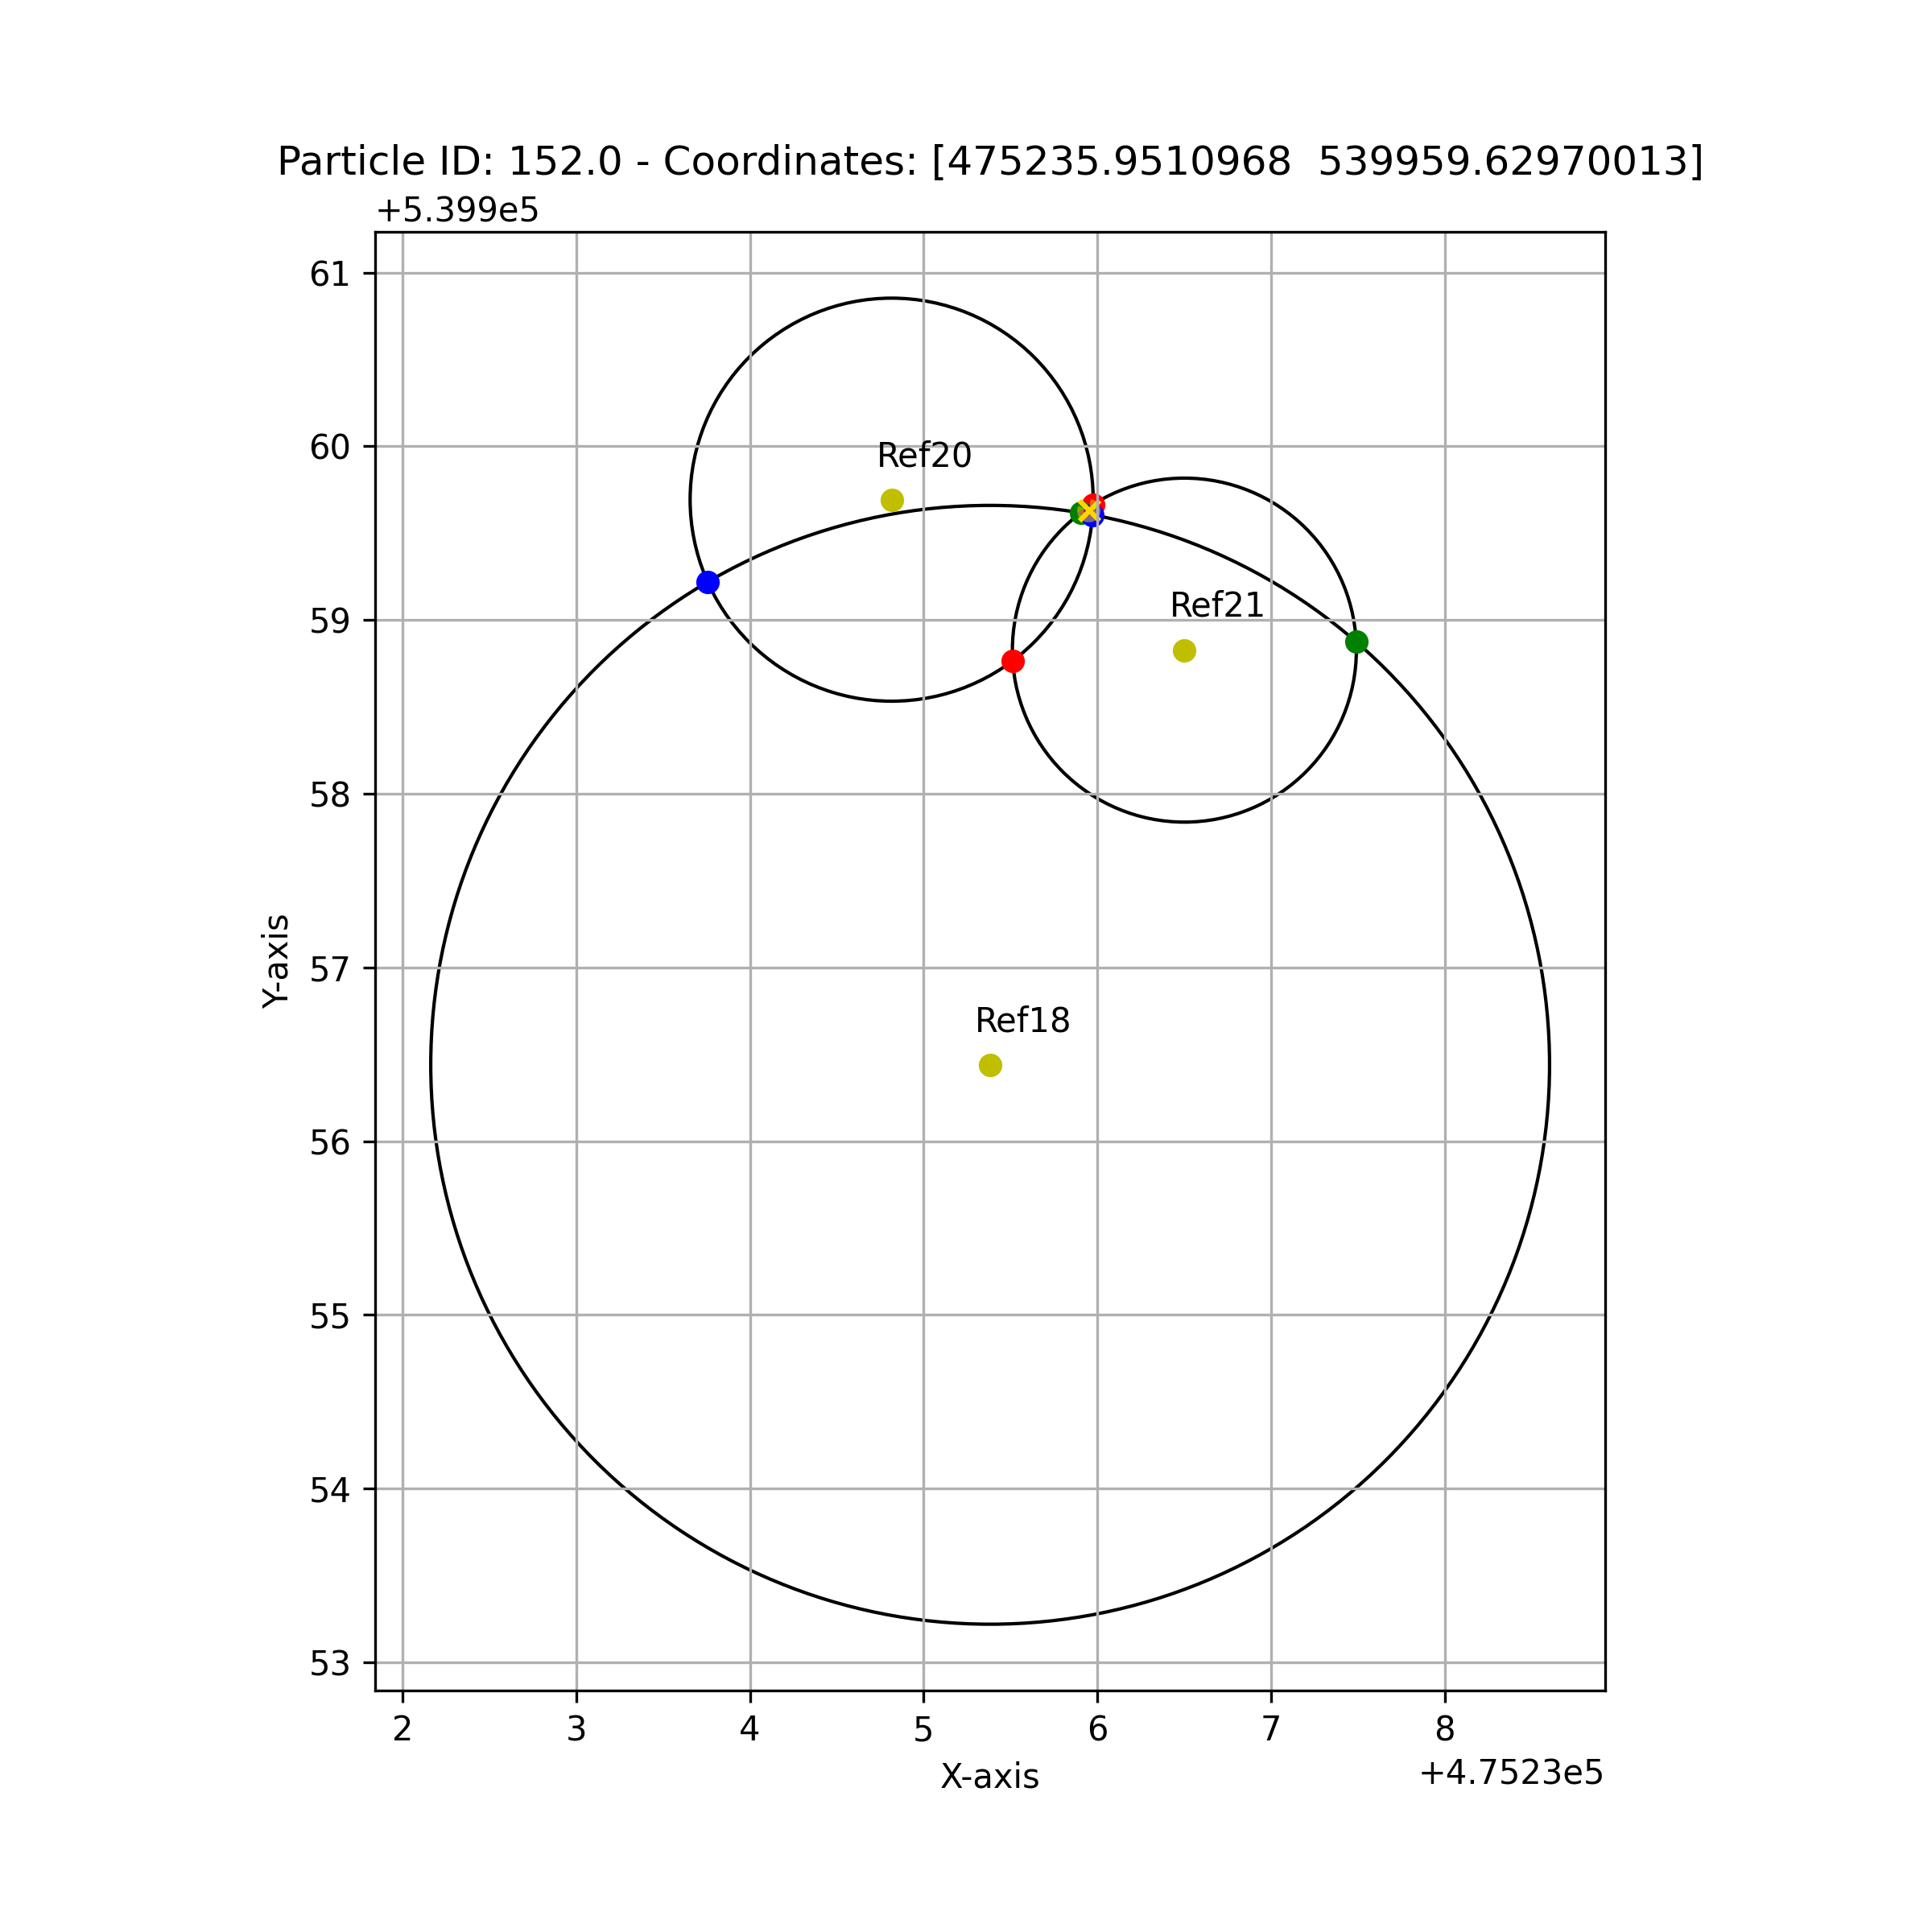 Particle ID: 152.0 - Coordinates: [475235.9510968  539959.62970013]
+5.399e5
61
60
59
58
57
56
55
54
53
Y-axis
Ref20
Ref21
Ref18
2 3 4 5 6 7 8
X-axis
+4.7523e5